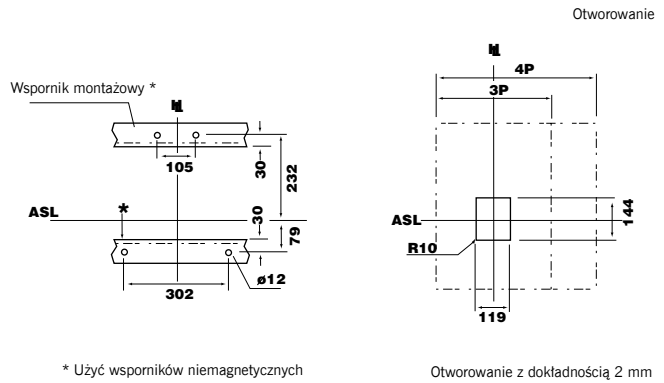 Otworowanie
Wspornik montażowy *
105
30
232
ASL
*
30
79
ø12
302
4P
3P
ASL
R10
144
119
* Użyć wsporników niemagnetycznych
Otworowanie z dokładnością 2 mm